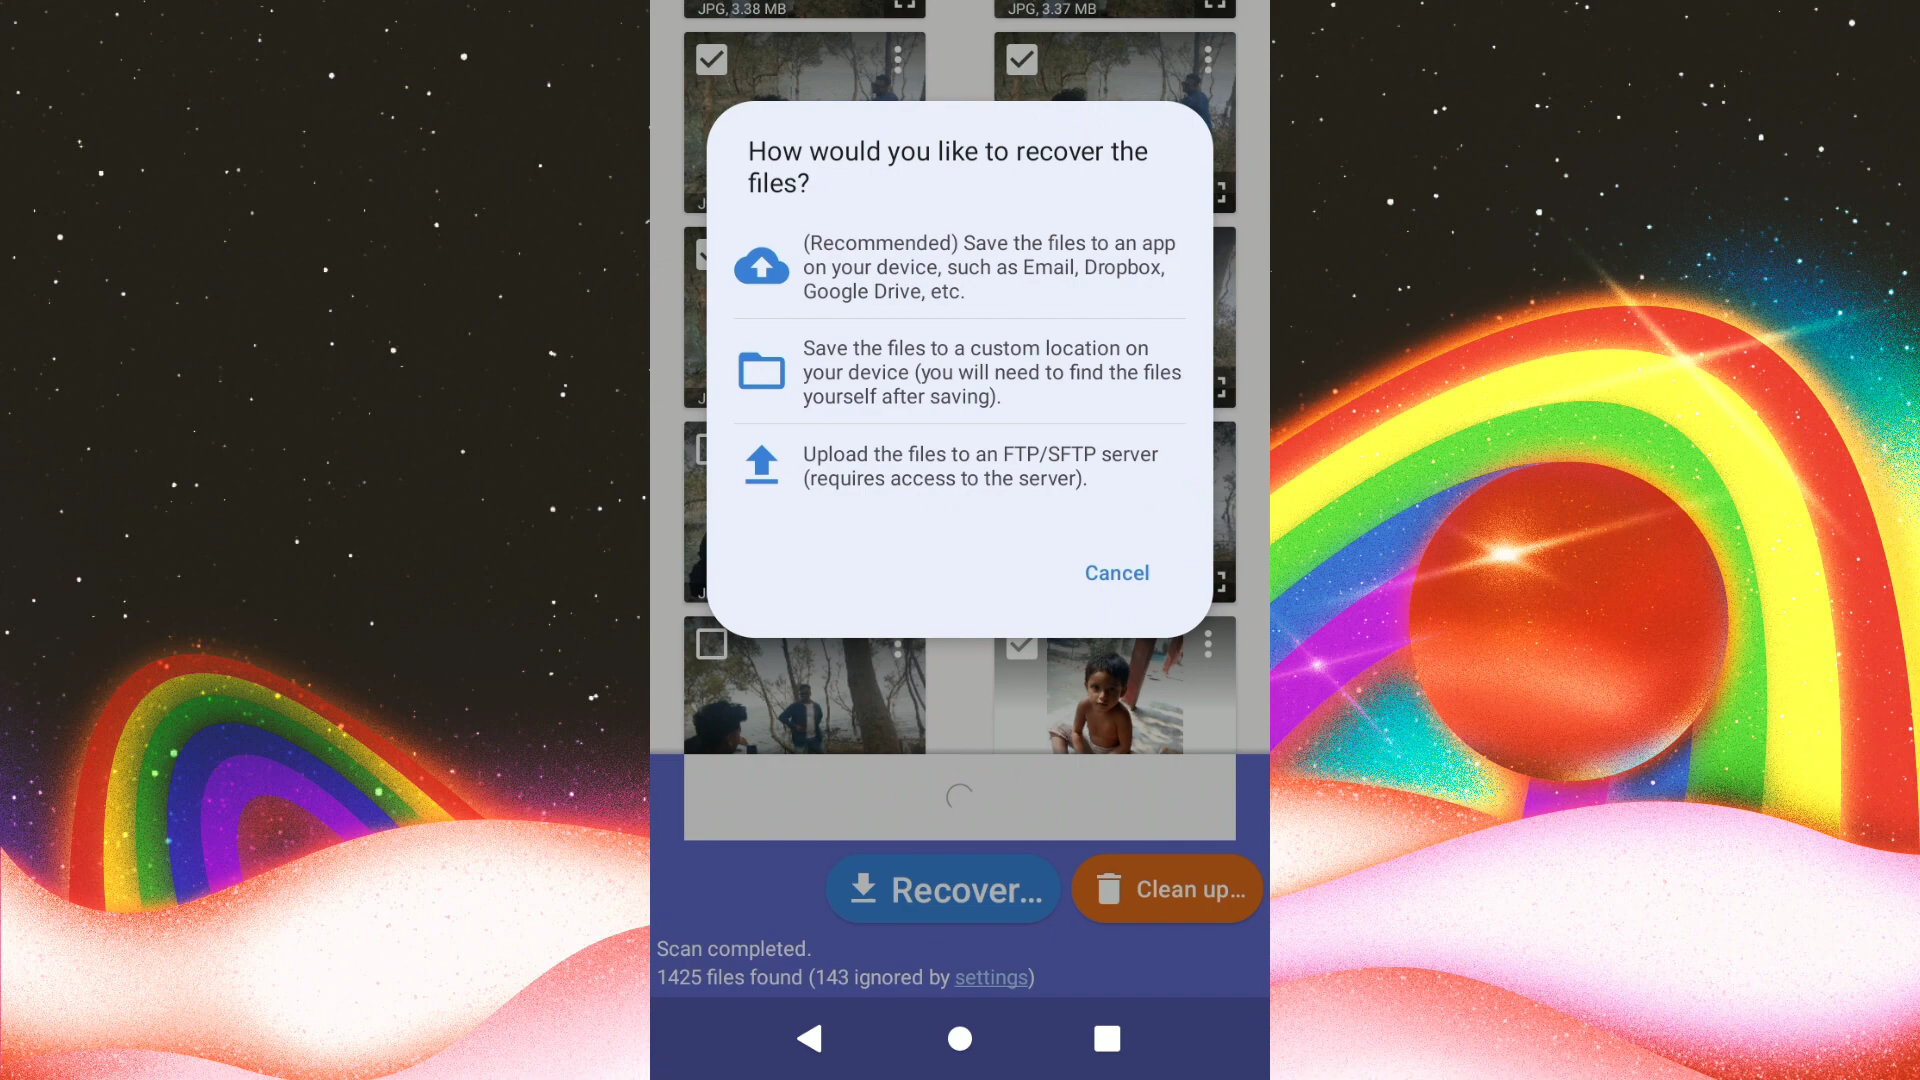 JPG, 3.38 MB
JPG, 3.37 MB
How would you like to recover the
files?
(Recommended) Save the files to an app
on your device, such as Email, Dropbox,
Google Drive, etc.
Save the files to a custom location on
your device (you will need to find the files
yourself after saving).
Upload the files to an FTP/SFTP server
(requires access to the server).
Cancel
Recover...
Clean up...
Scan completed.
1425 files found (143 ignored by settings)